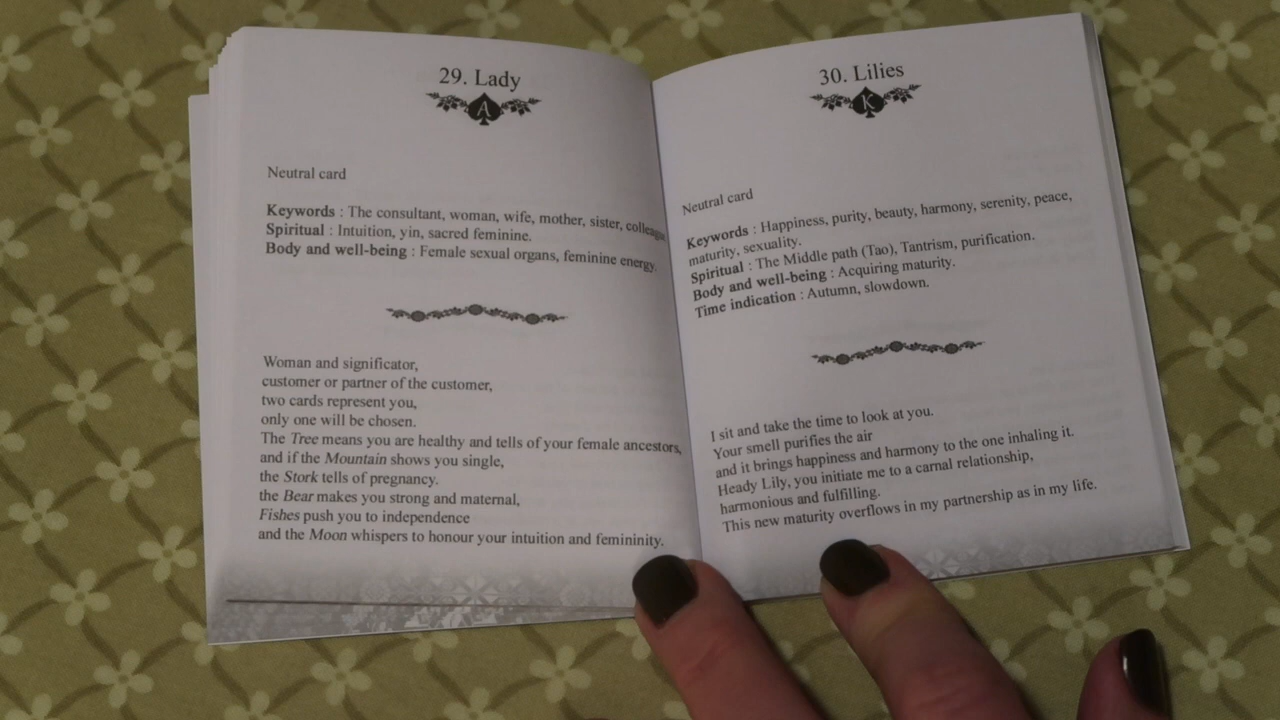 29. Lady
A
Neutral card
Keywords : The consultant, woman, wife, mother, sister, colleague
Spiritual : Intuition, yin, sacred feminine.
Body and well-being : Female sexual organs, feminine energy.
Woman and significator,
customer or partner of the customer,
two cards represent you,
only one will be chosen.
The Tree means you are healthy and tells of your female ancestors,
and if the Mountain shows you single,
the Stork tells of pregnancy.
the Bear makes you strong and maternal,
Fishes push you to independence
and the Moon whispers to honour your intuition and femininity.
30. Lilies
K
Neutral card
Keywords : Happiness, purity, beauty, harmony, serenity, peace,
maturity, sexuality.
Spiritual : The Middle path (Tao), Tantrism, purification.
Body and well-being : Acquiring maturity.
Time indication : Autumn, slowdown.
I sit and take the time to look at you.
Your smell purifies the air
and it brings happiness and harmony to the one inhaling it.
Heady Lily, you initiate me to a carnal relationship,
harmonious and fulfilling.
This new maturity overflows in my partnership as in my life.